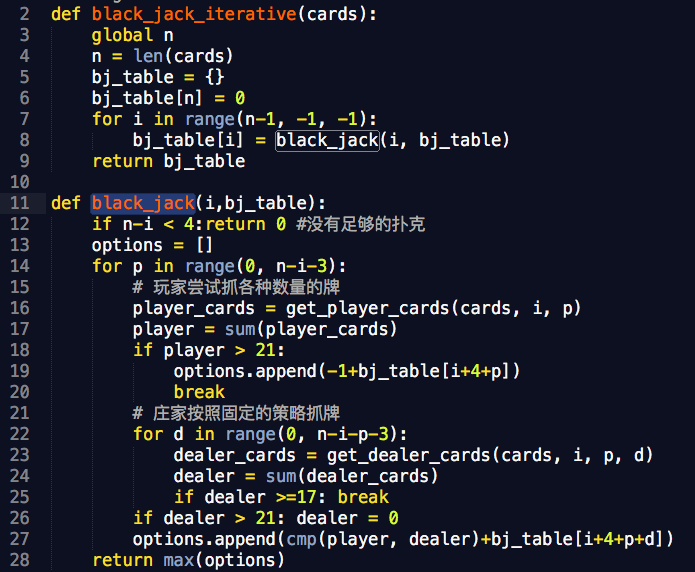 2 def black_jack_iterative(cards):
3     global n
4     n = len(cards)
5     bj_table = {}
6     bj_table[n] = 0
7     for i in range(n-1, -1, -1):
8         bj_table[i] = black_jack(i, bj_table)
9     return bj_table
10
11 def black_jack(i,bj_table):
12     if n-i < 4:return 0 #没有足够的扑克
13     options = []
14     for p in range(0, n-i-3):
15         # 玩家尝试抓各种数量的牌
16         player_cards = get_player_cards(cards, i, p)
17         player = sum(player_cards)
18         if player > 21:
19             options.append(-1+bj_table[i+4+p])
20             break
21         # 庄家按照固定的策略抓牌
22         for d in range(0, n-i-p-3):
23             dealer_cards = get_dealer_cards(cards, i, p, d)
24             dealer = sum(dealer_cards)
25             if dealer >=17: break
26         if dealer > 21: dealer = 0
27         options.append(cmp(player, dealer)+bj_table[i+4+p+d])
28     return max(options)